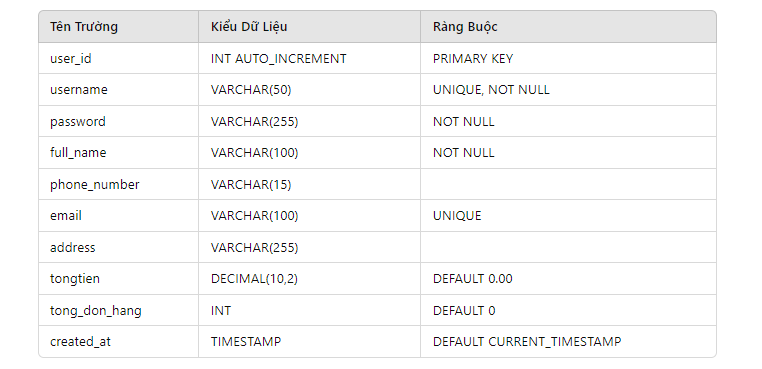 Tên Trường Kiểu Dữ Liệu Ràng Buộc
user_id INT AUTO_INCREMENT PRIMARY KEY
username VARCHAR(50) UNIQUE, NOT NULL
password VARCHAR(255) NOT NULL
full_name VARCHAR(100) NOT NULL
phone_number VARCHAR(15)
email VARCHAR(100) UNIQUE
address VARCHAR(255)
tongtien DECIMAL(10,2) DEFAULT 0.00
tong_don_hang INT DEFAULT 0
created_at TIMESTAMP DEFAULT CURRENT_TIMESTAMP